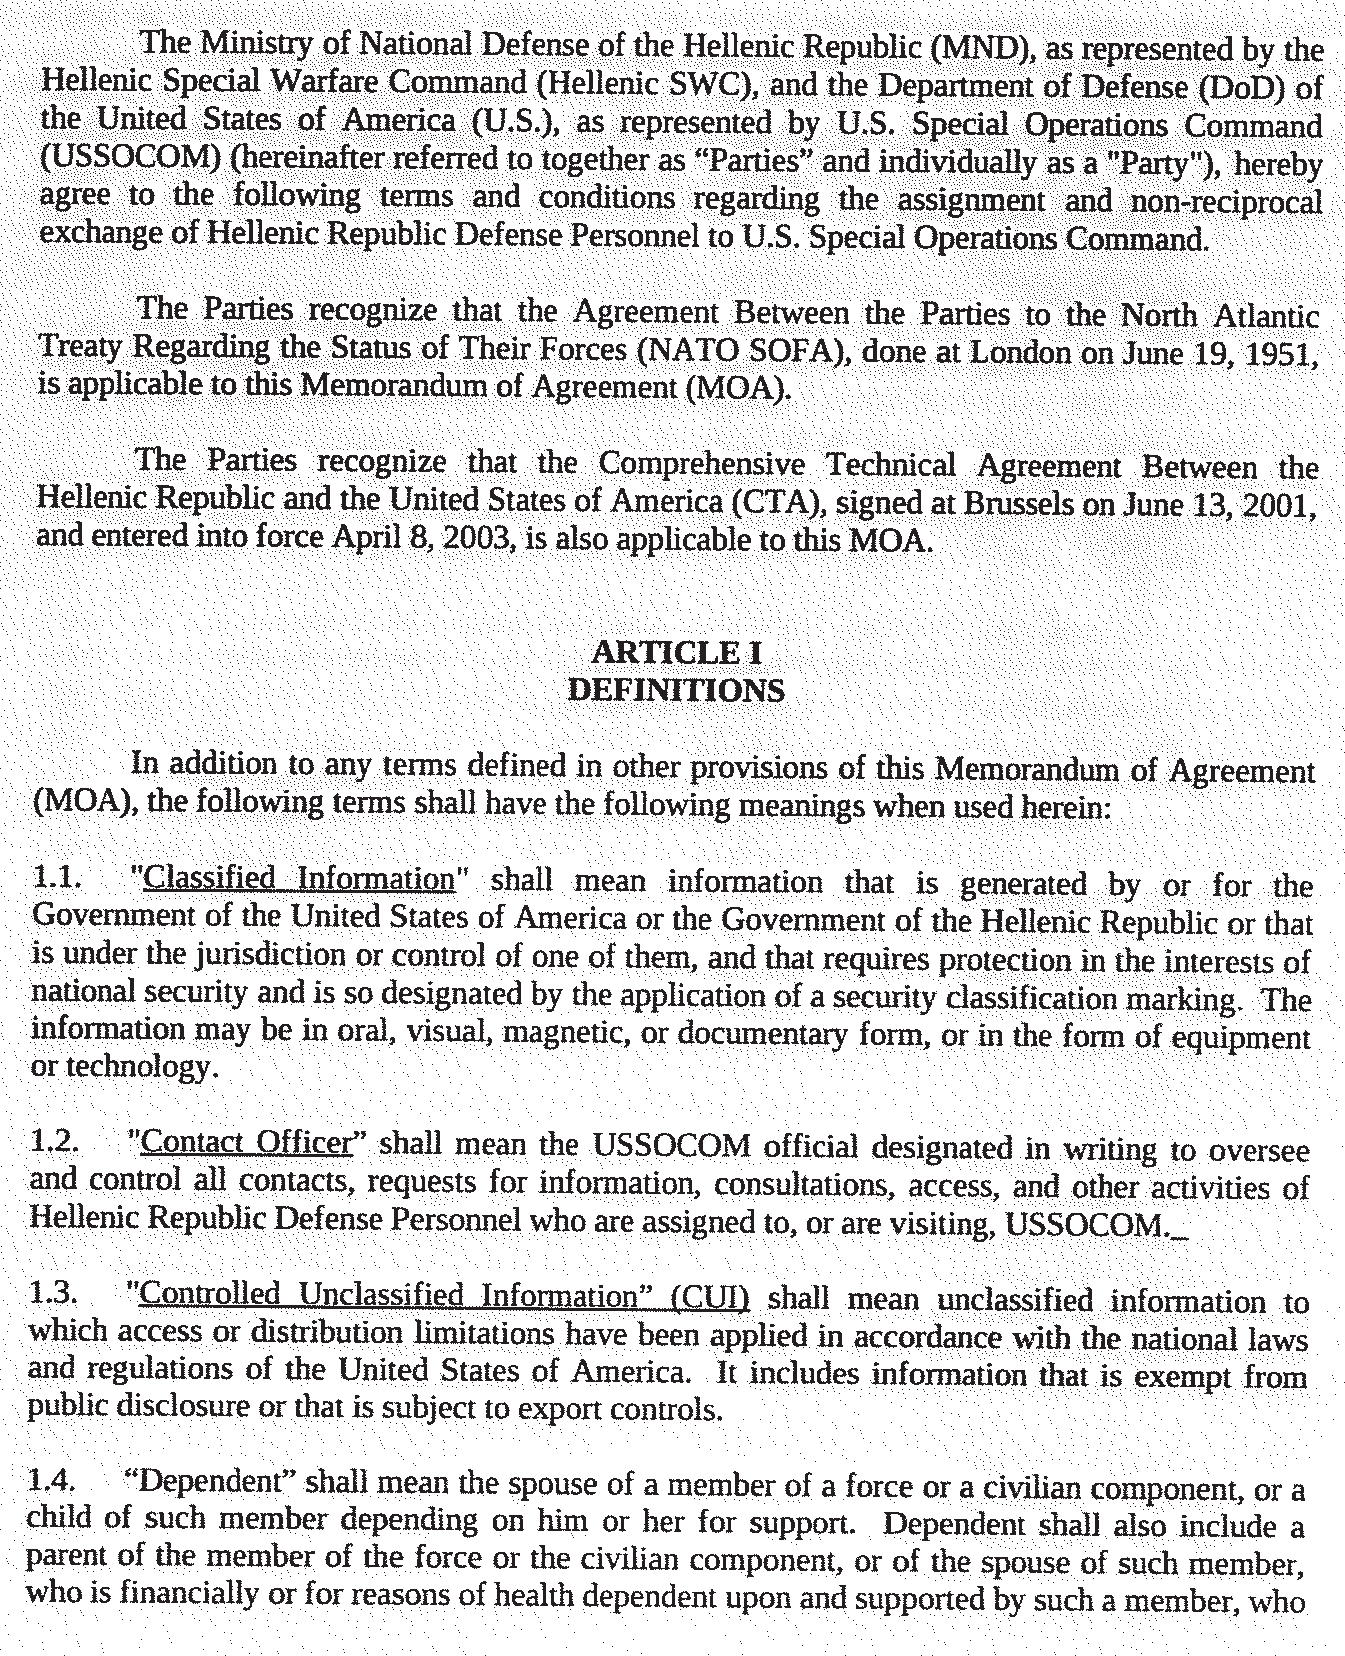 The Ministry of National Defense of the Hellenic Republic (MND), as represented by the
Hellenic Special Warfare Command (Hellenic SWC), and the Department of Defense (DoD) of
the United States of America (U.S.), as represented by U.S. Special Operations Command
(USSOCOM) (hereinafter referred to together as “Parties” and individually as a "Party"), hereby
agree to the following terms and conditions regarding the assignment and non-reciprocal
exchange of Hellenic Republic Defense Personnel to U.S. Special Operations Command.
The Parties recognize that the Agreement Between the Parties to the North Atlantic
Treaty Regarding the Status of Their Forces (NATO SOFA), done at London on June 19, 1951,
is applicable to this Memorandum of Agreement (MOA).
The Parties recognize that the Comprehensive Technical Agreement Between the
Hellenic Republic and the United States of America (CTA), signed at Brussels on June 13, 2001,
and entered into force April 8, 2003, is also applicable to this MOA.
ARTICLE I
DEFINITIONS
In addition to any terms defined in other provisions of this Memorandum of Agreement
(MOA), the following terms shall have the following meanings when used herein:
1.1. "Classified Information" shall mean information that is generated by or for the
Government of the United States of America or the Government of the Hellenic Republic or that
is under the jurisdiction or control of one of them, and that requires protection in the interests of
national security and is so designated by the application of a security classification marking. The
information may be in oral, visual, magnetic, or documentary form, or in the form of equipment
or technology.
1.2. "Contact Officer” shall mean the USSOCOM official designated in writing to oversee
and control all contacts, requests for information, consultations, access, and other activities of
Hellenic Republic Defense Personnel who are assigned to, or are visiting, USSOCOM._
1.3. "Controlled Unclassified Information” (CUI) shall mean unclassified information to
which access or distribution limitations have been applied in accordance with the national laws
and regulations of the United States of America. It includes information that is exempt from
public disclosure or that is subject to export controls.
1.4. “Dependent” shall mean the spouse of a member of a force or a civilian component, or a
child of such member depending on him or her for support. Dependent shall also include a
parent of the member of the force or the civilian component, or of the spouse of such member,
who is financially or for reasons of health dependent upon and supported by such a member, who